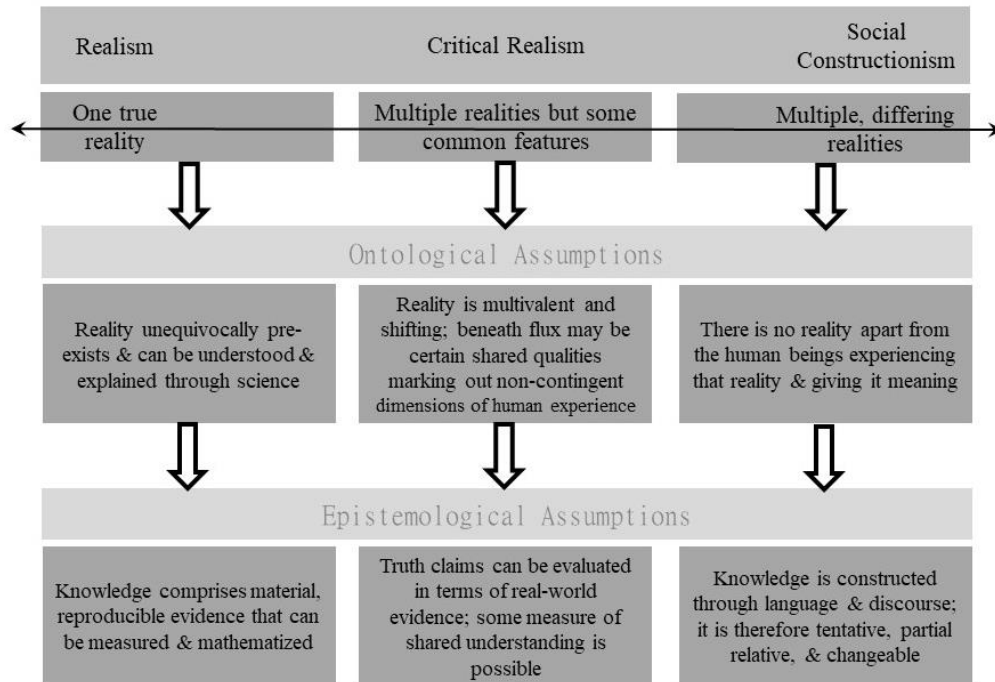 Realism
Critical Realism
Social
Constructionism
One true
reality
Multiple realities but some
common features
Multiple, differing
realities
Ontological Assumptions
Reality unequivocally pre-
exists & can be understood &
explained through science
Reality is multivalent and
shifting; beneath flux may be
certain shared qualities
marking out non-contingent
dimensions of human experience
There is no reality apart from
the human beings experiencing
that reality & giving it meaning
Epistemological Assumptions
Knowledge comprises material,
reproducible evidence that can
be measured & mathematized
Truth claims can be evaluated
in terms of real-world
evidence; some measure of
shared understanding is
possible
Knowledge is constructed
through language & discourse;
it is therefore tentative, partial
relative, & changeable